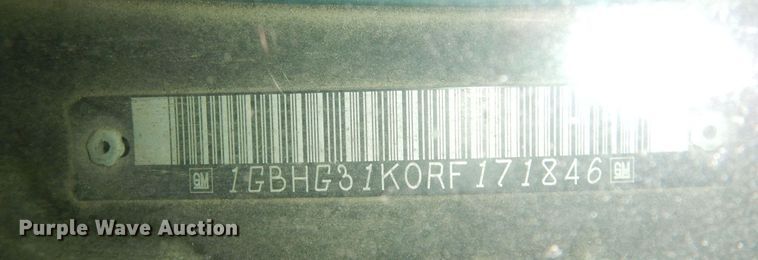 GM 1GBHG31K0RF171846 GM
Purple Wave Auction